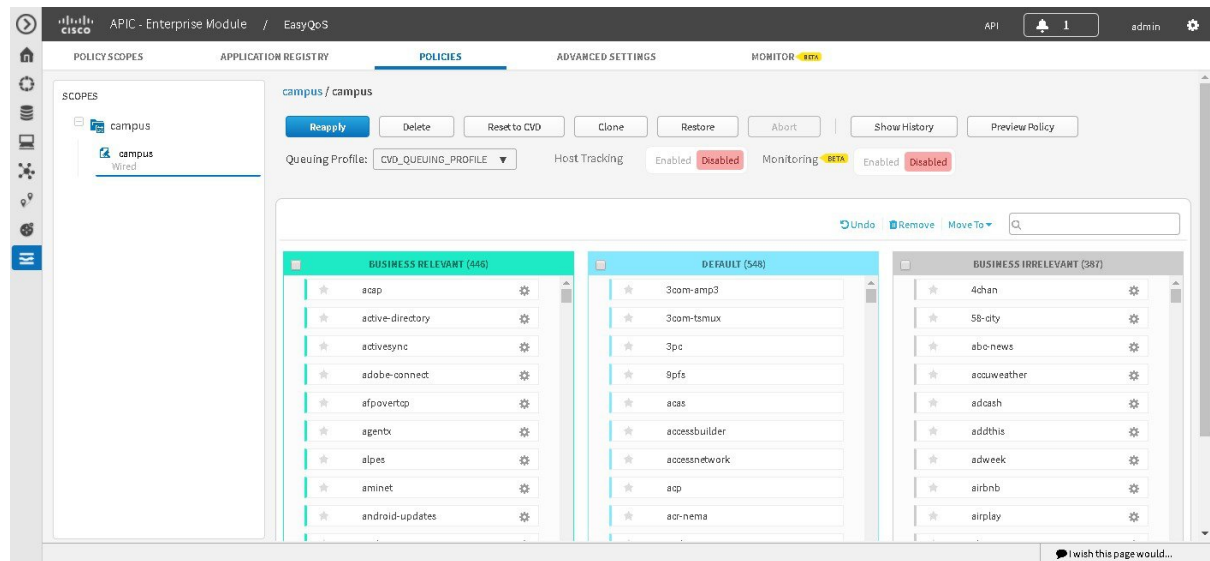 cisco APIC - Enterprise Module / EasyQoS API 1 admin
POLICY SCOPES APPLICATION REGISTRY POLICIES ADVANCED SETTINGS MONITOR BETA
SCOPES
campus
campus
Wired
campus / campus
Reapply Delete Reset to CVD Clone Restore Abort Show History Preview Policy
Queuing Profile: CVD_QUEUING_PROFILE Host Tracking Enabled Disabled Monitoring BETA Enabled Disabled
Undo Remove Move To
BUSINESS RELEVANT (446) DEFAULT (548) BUSINESS IRRELEVANT (387)
acap 3com-amp3 4chan
active-directory 3com-tsmux 58-city
activesync 3pc abc-news
adobe-connect 9pfs accuweather
afpovertcp acas adcash
agentx accessbuilder addthis
alpes accessnetwork adweek
aminet acp airbnb
android-updates acr-nema airplay
I wish this page would...